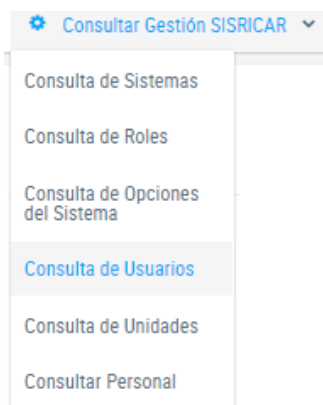 Consultar Gestión SISRICAR
Consulta de Sistemas
Consulta de Roles
Consulta de Opciones
del Sistema
Consulta de Usuarios
Consulta de Unidades
Consultar Personal